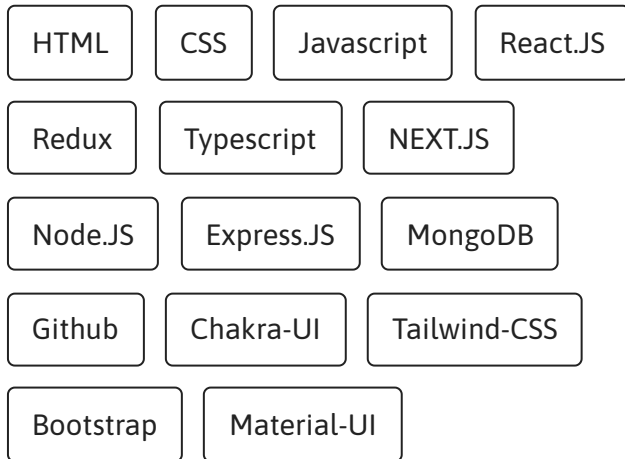 HTML CSS Javascript React.JS
Redux Typescript NEXT.JS
Node.JS Express.JS MongoDB
Github Chakra-UI Tailwind-CSS
Bootstrap Material-UI